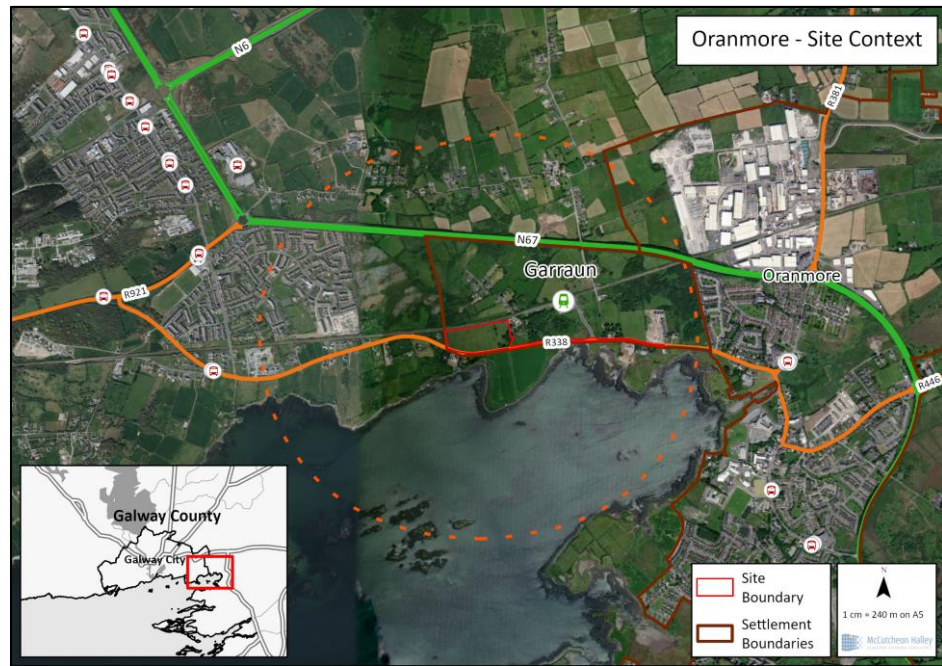 Oranmore - Site Context
N6
R381
N67
Garraun
Oranmore
R921
R338
R446
Galway County
Galway City
Site
Boundary
Settlement
Boundaries
N
1 cm = 240 m on A5
McCutcheon Halley